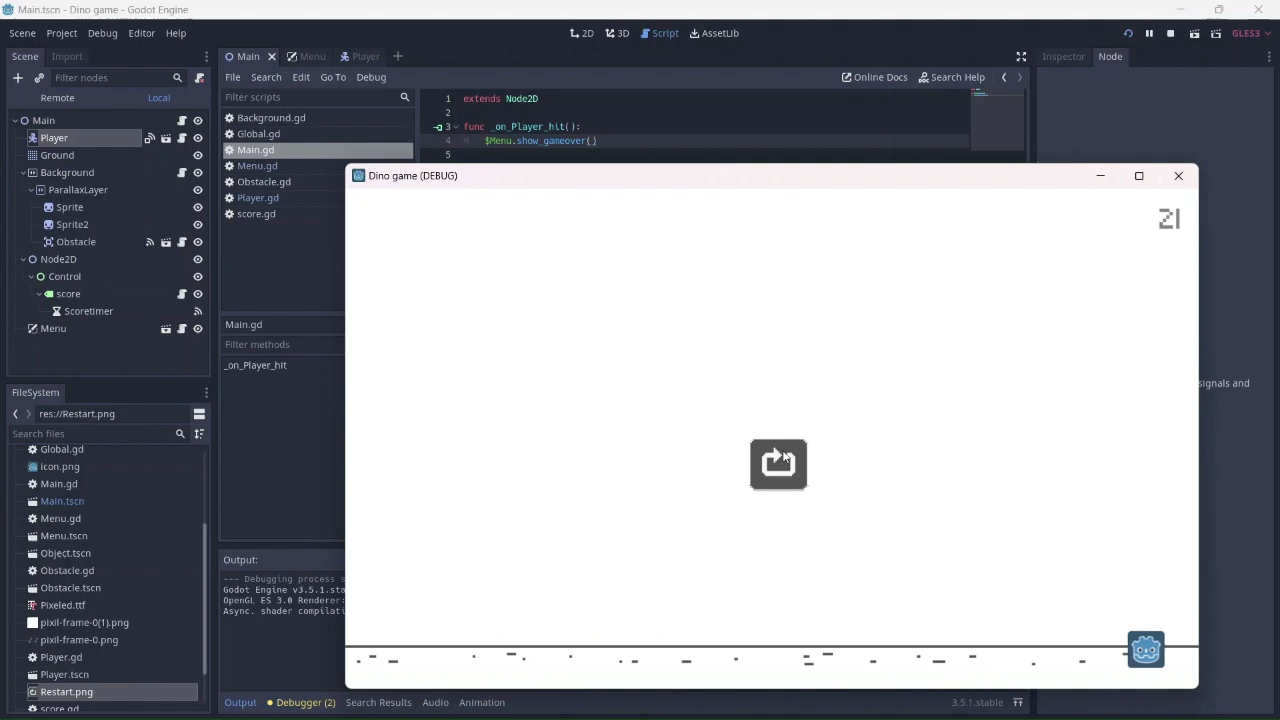 Main.tscn - Dino game - Godot Engine
Scene Project Debug Editor Help
2D 3D Script AssetLib
GLES3
Scene Import
Main Menu Player
Inspector Node
Filter nodes
File Search Edit Go To Debug
Online Docs Search Help
Remote Local
Filter scripts
Main
Player
Ground
Background
ParallaxLayer
Sprite
Sprite2
Obstacle
Node2D
Control
score
Scoretimer
Menu
Background.gd
Global.gd
Main.gd
Menu.gd
Obstacle.gd
Player.gd
score.gd
1 extends Node2D
2
3 func _on_Player_hit():
4 $Menu.show_gameover()
5
Dino game (DEBUG)
21
Main.gd
Filter methods
_on_Player_hit
signals and
FileSystem
res://Restart.png
Search files
Global.gd
icon.png
Main.gd
Main.tscn
Menu.gd
Menu.tscn
Object.tscn
Obstacle.gd
Obstacle.tscn
Pixeled.ttf
pixil-frame-0(1).png
pixil-frame-0.png
Player.gd
Player.tscn
Restart.png
score.gd
Output:
--- Debugging process s
Godot Engine v3.5.1.sta
OpenGL ES 3.0 Renderer:
Async. shader compilati
Output Debugger (2) Search Results Audio Animation
3.5.1.stable